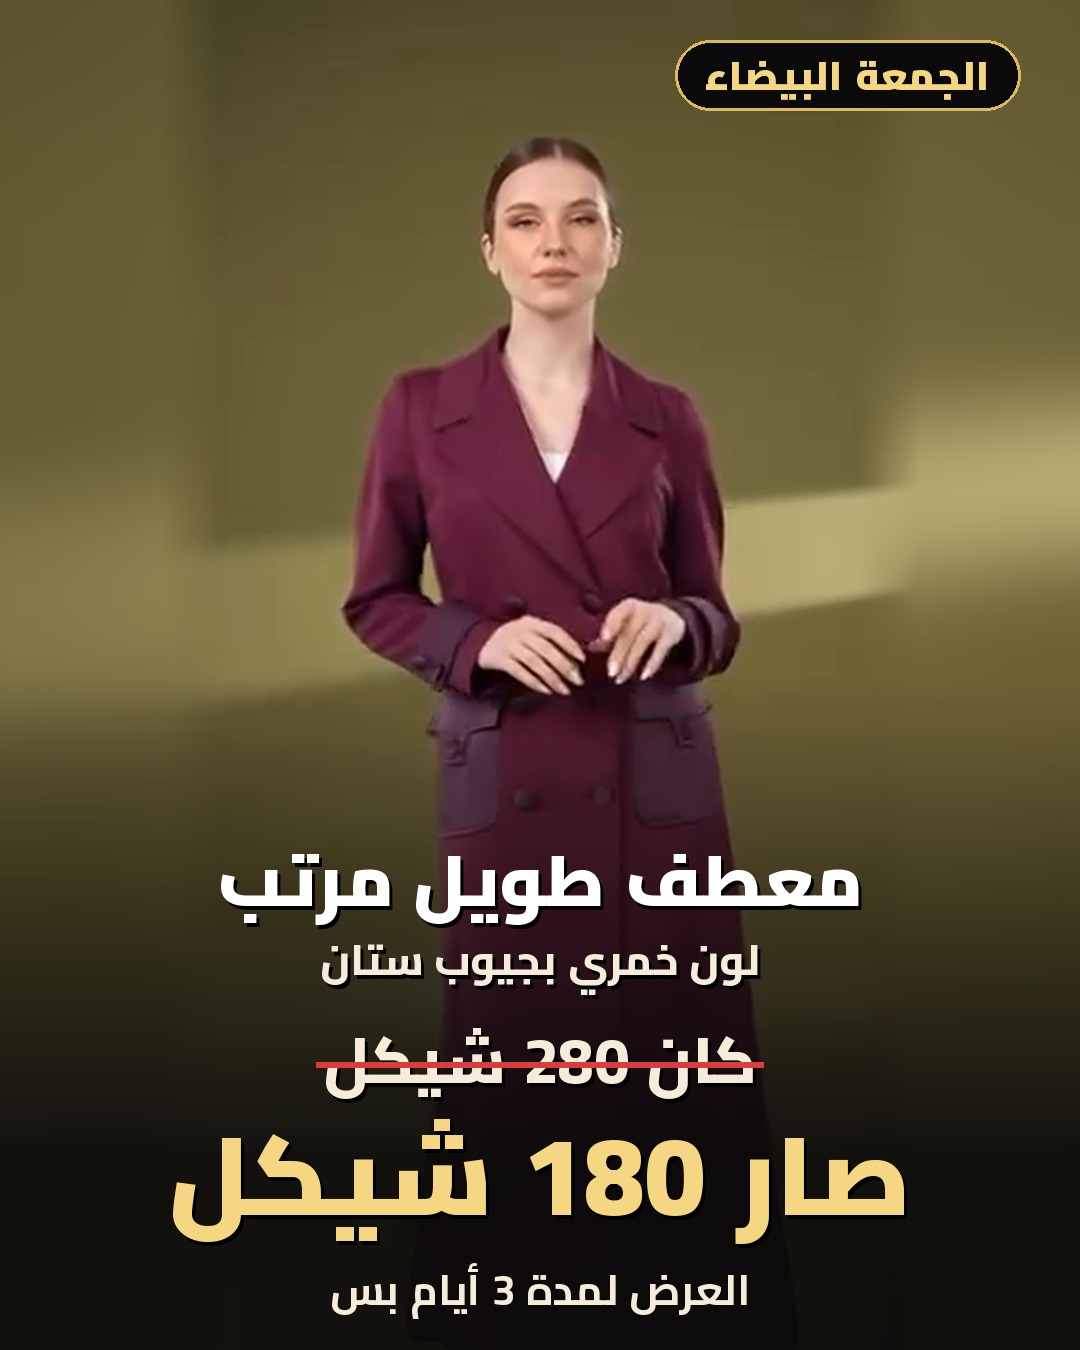 الجمعة البيضاء
معطف طويل مرتب
لون خمري بجيوب ستان
كان 280 شيكل
صار 180 شيكل
العرض لمدة 3 أيام بس